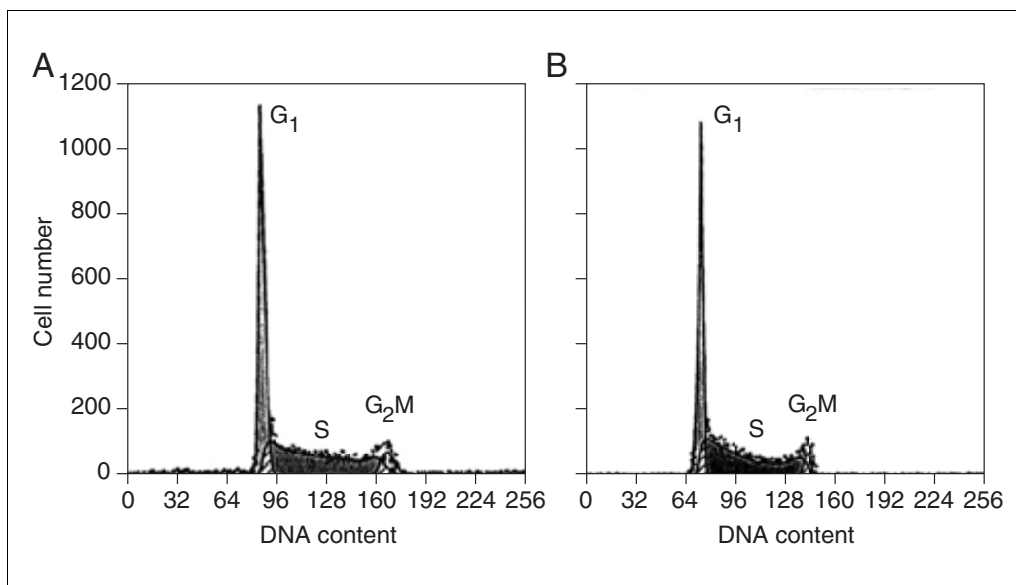 A
B
1200
1000
800
600
400
200
0
Cell number
G1
S
G2M
0 32 64 96 128 160 192 224 256
DNA content
G1
S
G2M
0 32 64 96 128 160 192 224 256
DNA content